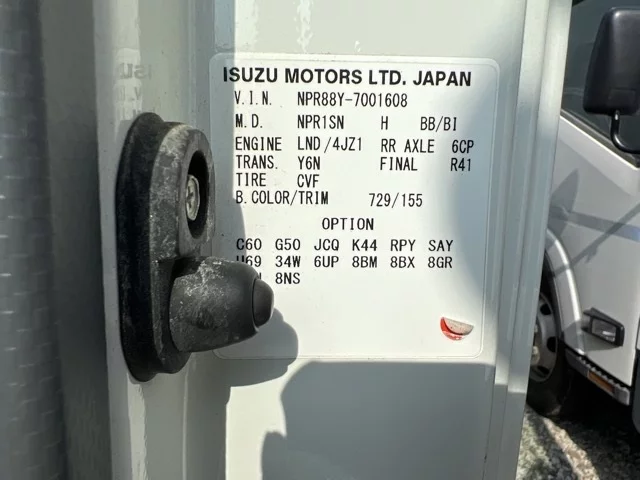 ISUZU MOTORS LTD. JAPAN
V.I.N. NPR88Y-7001608
M.D. NPR1SN H BB/BI
ENGINE LND/4JZ1 RR AXLE 6CP
TRANS. Y6N FINAL R41
TIRE CVF
B.COLOR/TRIM 729/155
OPTION
C60 G50 JCQ K44 RPY SAY
34W 6UP 8BM 8BX 8GR
8NS